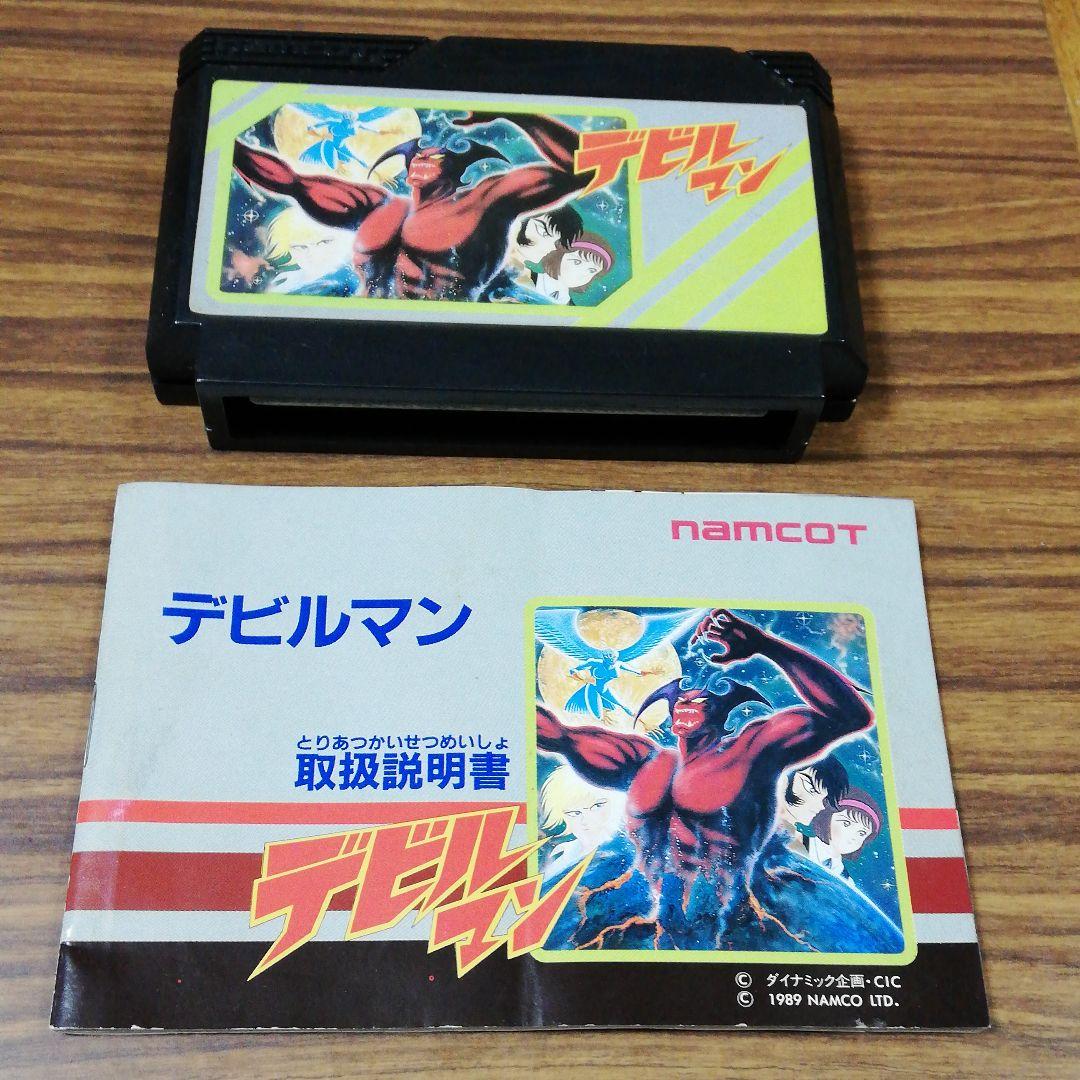 デビル
マン
namcoT
デビルマン
とりあつかいせつめいしょ
取扱説明書
デビル
マン
© ダイナミック企画・CIC
© 1989 NAMCO LTD.